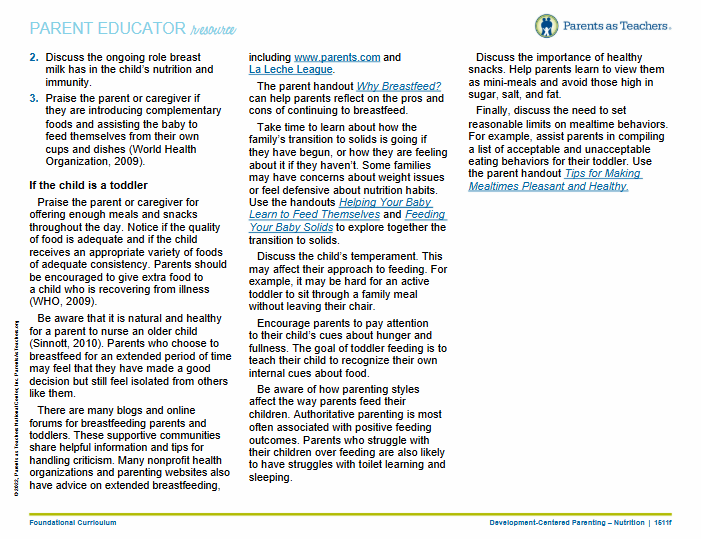 PARENT EDUCATOR resource
Parents as Teachers.
2. Discuss the ongoing role breast
milk has in the child's nutrition and
immunity.
3. Praise the parent or caregiver if
they are introducing complementary
foods and assisting the baby to
feed themselves from their own
cups and dishes (World Health
Organization, 2009).
If the child is a toddler
Praise the parent or caregiver for
offering enough meals and snacks
throughout the day. Notice if the quality
of food is adequate and if the child
receives an appropriate variety of foods
of adequate consistency. Parents should
be encouraged to give extra food to
a child who is recovering from illness
(WHO, 2009).
Be aware that it is natural and healthy
for a parent to nurse an older child
(Sinnott, 2010). Parents who choose to
breastfeed for an extended period of time
may feel that they have made a good
decision but still feel isolated from others
like them.
There are many blogs and online
forums for breastfeeding parents and
toddlers. These supportive communities
share helpful information and tips for
handling criticism. Many nonprofit health
organizations and parenting websites also
have advice on extended breastfeeding,
including www.parents.com and
La Leche League.
The parent handout Why Breastfeed?
can help parents reflect on the pros and
cons of continuing to breastfeed.
Take time to learn about how the
family's transition to solids is going if
they have begun, or how they are feeling
about it if they haven't. Some families
may have concerns about weight issues
or feel defensive about nutrition habits.
Use the handouts Helping Your Baby
Learn to Feed Themselves and Feeding
Your Baby Solids to explore together the
transition to solids.
Discuss the child's temperament. This
may affect their approach to feeding. For
example, it may be hard for an active
toddler to sit through a family meal
without leaving their chair.
Encourage parents to pay attention
to their child's cues about hunger and
fullness. The goal of toddler feeding is to
teach their child to recognize their own
internal cues about food.
Be aware of how parenting styles
affect the way parents feed their
children. Authoritative parenting is most
often associated with positive feeding
outcomes. Parents who struggle with
their children over feeding are also likely
to have struggles with toilet learning and
sleeping.
Discuss the importance of healthy
snacks. Help parents learn to view them
as mini-meals and avoid those high in
sugar, salt, and fat.
Finally, discuss the need to set
reasonable limits on mealtime behaviors.
For example, assist parents in compiling
a list of acceptable and unacceptable
eating behaviors for their toddler. Use
the parent handout Tips for Making
Mealtimes Pleasant and Healthy.
© 2022, Parents as Teachers National Center, Inc. ParentsAsTeachers.org
Foundational Curriculum
Development-Centered Parenting – Nutrition | 1511f